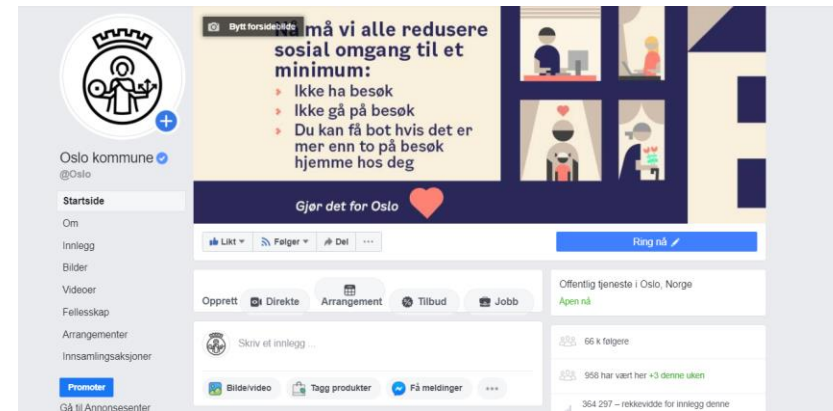 Bytt forsidebilde
Nå må vi alle redusere
sosial omgang til et
minimum:
Ikke ha besøk
Ikke gå på besøk
Du kan få bot hvis det er
mer enn to på besøk
hjemme hos deg
Gjør det for Oslo
Oslo kommune
@Oslo
Startside
Om
Innlegg
Bilder
Videoer
Fellesskap
Arrangementer
Innsamlingsaksjoner
Promoter
Gå til Annonsesenter
Likt
Følger
Del
Ring nå
Opprett
Direkte
Arrangement
Tilbud
Jobb
Skriv et innlegg ...
Bilde/video
Tagg produkter
Få meldinger
Offentlig tjeneste i Oslo, Norge
Åpen nå
66 k følgere
958 har vært her +3 denne uken
364 297 – rekkevidde for innlegg denne